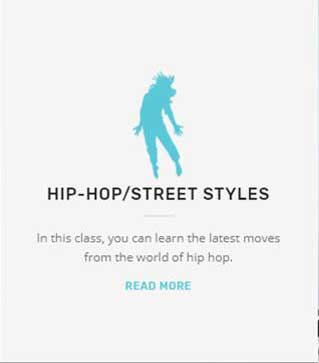 HIP-HOP/STREET STYLES
In this class, you can learn the latest moves
from the world of hip hop.
READ MORE